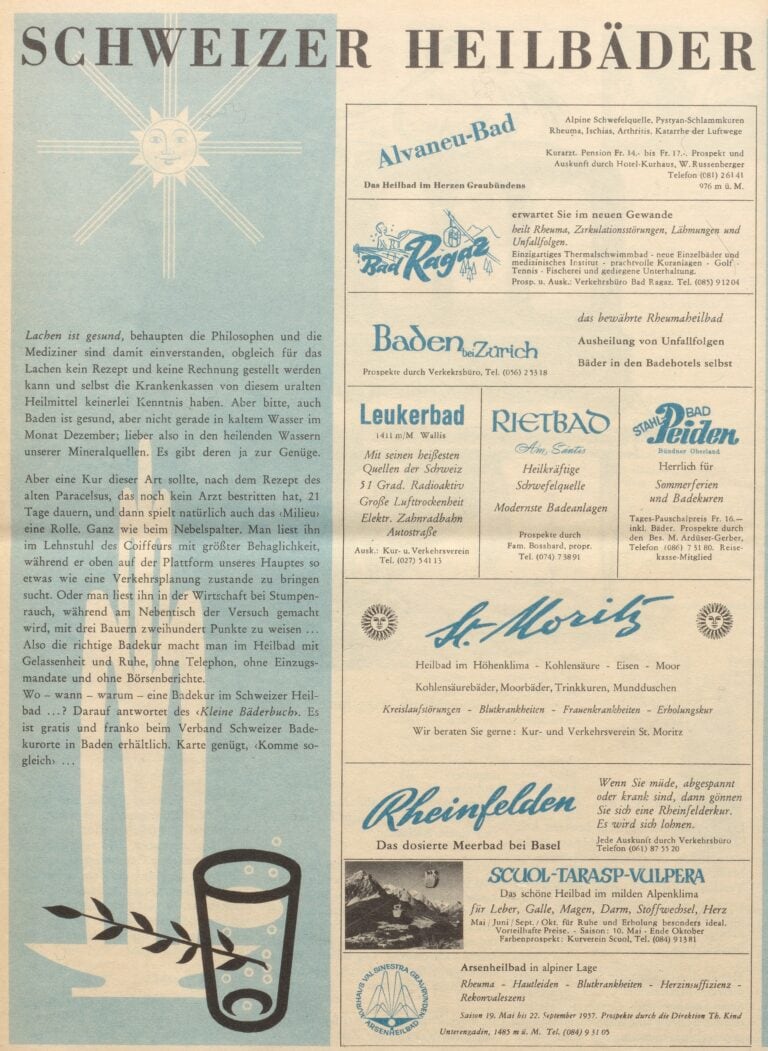 SCHWEIZER HEILBÄDER
Lachen ist gesund, behaupten die Philosophen und die
Mediziner sind damit einverstanden, obgleich für das
Lachen kein Rezept und keine Rechnung gestellt werden
kann und selbst die Krankenkassen von diesem uralten
Heilmittel keinerlei Kenntnis haben. Aber bitte, auch
Baden ist gesund, aber nicht gerade in kaltem Wasser im
Monat Dezember; lieber also in den heilenden Wassern
unserer Mineralquellen. Es gibt deren ja zur Genüge.
Aber eine Kur dieser Art sollte, nach dem Rezept des
alten Paracelsus, das noch kein Arzt bestritten hat, 21
Tage dauern, und dann spielt natürlich auch das ‹Milieu›
eine Rolle. Ganz wie beim Nebelspalter. Man liest ihn
im Lehnstuhl des Coiffeurs mit größter Behaglichkeit,
während er oben auf der Plattform unseres Hauptes so
etwas wie eine Verkehrsplanung zustande zu bringen
sucht. Oder man liest ihn in der Wirtschaft bei Stumpen-
rauch, während am Nebentisch der Versuch gemacht
wird, mit drei Bauern zweihundert Punkte zu weisen ...
Also die richtige Badekur macht man im Heilbad mit
Gelassenheit und Ruhe, ohne Telephon, ohne Einzugs-
mandate und ohne Börsenberichte.
Wo – wann – warum – eine Badekur im Schweizer Heil-
bad ...? Darauf antwortet des ‹Kleine Bäderbuch›. Es
ist gratis und franko beim Verband Schweizer Bade-
kurorte in Baden erhältlich. Karte genügt, ‹Komme so-
gleich› ...
Alvaneu-Bad
Das Heilbad im Herzen Graubündens
Alpine Schwefelquelle, Pystyan-Schlammkuren
Rheuma, Ischias, Arthritis, Katarrhe der Luftwege
Kurarzt. Pension Fr. 14.- bis Fr. 17.-. Prospekt und
Auskunft durch Hotel-Kurhaus, W. Russenberger
Telefon (081) 2 61 41
976 m ü. M.
Bad Ragaz
erwartet Sie im neuen Gewande
heilt Rheuma, Zirkulationsstörungen, Lähmungen und
Unfallfolgen.
Einzigartiges Thermalschwimmbad - neue Einzelbäder und
medizinisches Institut - prachtvolle Kuranlagen - Golf -
Tennis - Fischerei und gediegene Unterhaltung.
Prosp. u. Ausk.: Verkehrsbüro Bad Ragaz. Tel. (085) 9 12 04
Baden bei Zürich
Prospekte durch Verkehrsbüro, Tel. (056) 2 53 18
das bewährte Rheumaheilbad
Ausheilung von Unfallfolgen
Bäder in den Badehotels selbst
Leukerbad
1411 m/M Wallis
Mit seinen heißesten
Quellen der Schweiz
51 Grad. Radioaktiv
Große Lufttrockenheit
Elektr. Zahnradbahn
Autostraße
Ausk.: Kur- u. Verkehrsverein
Tel. (027) 5 41 13
RIETBAD
Am Säntis
Heilkräftige
Schwefelquelle
Modernste Badeanlagen
Prospekte durch
Fam. Bosshard, propr.
Tel. (074) 7 38 91
STAHL-BAD
Peiden
Bündner Oberland
Herrlich für
Sommerferien
und Badekuren
Tages-Pauschalpreis Fr. 16.—
inkl. Bäder. Prospekte durch
den Bes. M. Ardüser-Gerber,
Telefon (086) 7 31 80. Reise-
kasse-Mitglied
St. Moritz
Heilbad im Höhenklima - Kohlensäure - Eisen - Moor
Kohlensäurebäder, Moorbäder, Trinkkuren, Mundduschen
Kreislaufstörungen - Blutkrankheiten - Frauenkrankheiten - Erholungskur
Wir beraten Sie gerne: Kur- und Verkehrsverein St. Moritz
Rheinfelden
Das dosierte Meerbad bei Basel
Wenn Sie müde, abgespannt
oder krank sind, dann gönnen
Sie sich eine Rheinfelderkur.
Es wird sich lohnen.
Jede Auskunft durch Verkehrsbüro
Telefon (061) 87 55 20
SCUOL-TARASP-VULPERA
Das schöne Heilbad im milden Alpenklima
für Leber, Galle, Magen, Darm, Stoffwechsel, Herz
Mai / Juni / Sept. / Okt. für Ruhe und Erholung besonders ideal.
Vorteilhafte Preise. - Saison: 10. Mai - Ende Oktober
Farbenprospekt: Kurverein Scuol, Tel. (084) 9 13 81
KURHAUS VALSINESTRA GRAUBÜNDEN
ARSENHEILBAD
Arsenheilbad in alpiner Lage
Rheuma - Hautleiden - Blutkrankheiten - Herzinsuffizienz -
Rekonvaleszens
Saison 19. Mai bis 22. September 1957. Prospekte durch die Direktion Th. Kind
Unterengadin, 1485 m ü. M. Tel. (084) 9 31 05